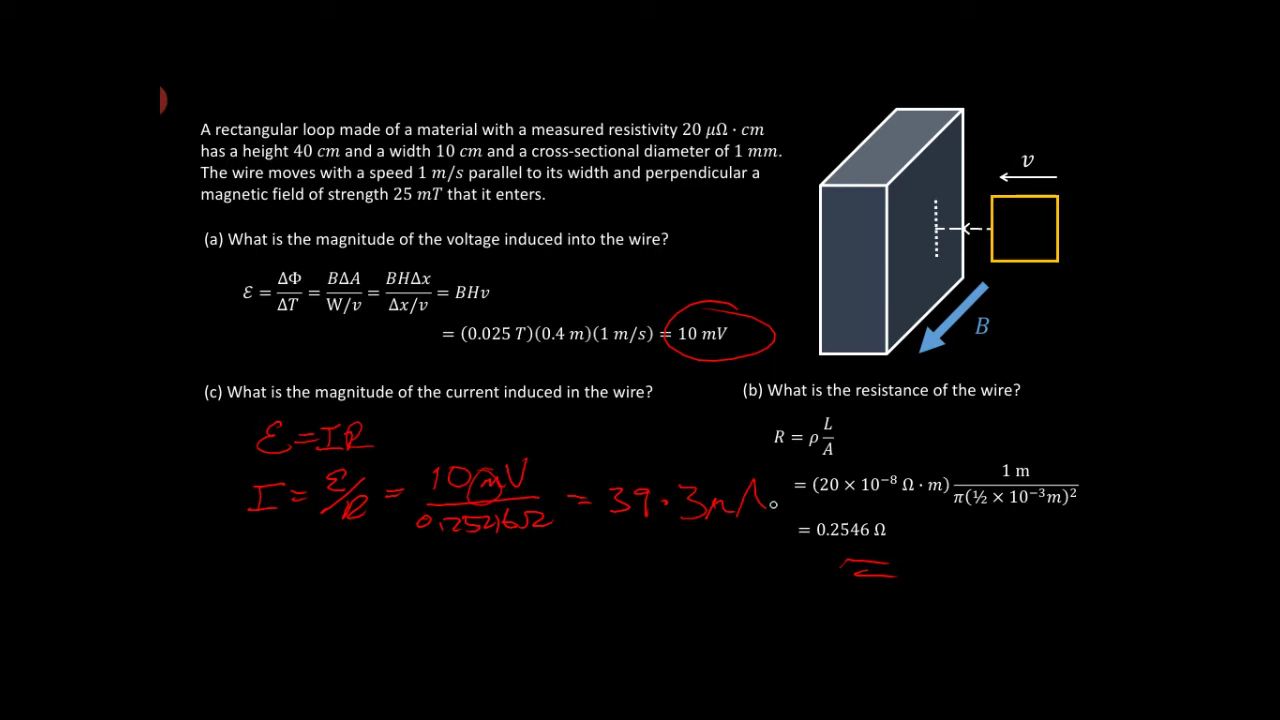 A rectangular loop made of a material with a measured resistivity 20 μΩ · cm
has a height 40 cm and a width 10 cm and a cross-sectional diameter of 1 mm.
The wire moves with a speed 1 m/s parallel to its width and perpendicular a
magnetic field of strength 25 mT that it enters.
(a) What is the magnitude of the voltage induced into the wire?
ℰ = ΔΦ/ΔT = BΔA/W/v = BHΔx/Δx/v = BHv
= (0.025 T)(0.4 m)(1 m/s) = 10 mV
v
B
(c) What is the magnitude of the current induced in the wire?
ℰ = IR
I = ℰ/R = 10 mV / 0.2546 Ω = 39.3 m
(b) What is the resistance of the wire?
R = ρ L/A
= (20 × 10⁻⁸ Ω · m) 1 m / π(½ × 10⁻³m)²
= 0.2546 Ω